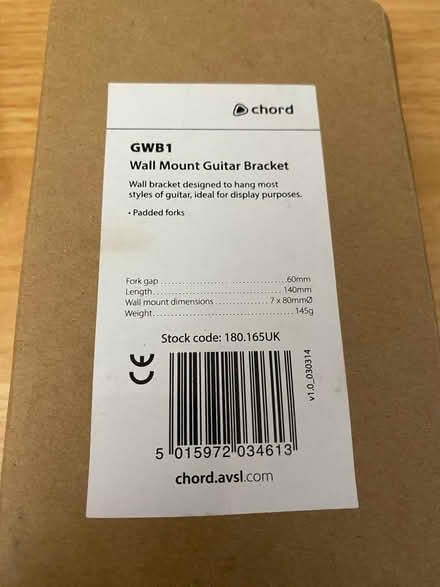 chord
GWB1
Wall Mount Guitar Bracket
Wall bracket designed to hang most
styles of guitar, ideal for display purposes.
• Padded forks
Fork gap ........................................ 60mm
Length ........................................ 140mm
Wall mount dimensions .............. 7 x 80mmØ
Weight ........................................ 145g
Stock code: 180.165UK
CE
v1.0_030314
5 015972 034613
chord.avsl.com